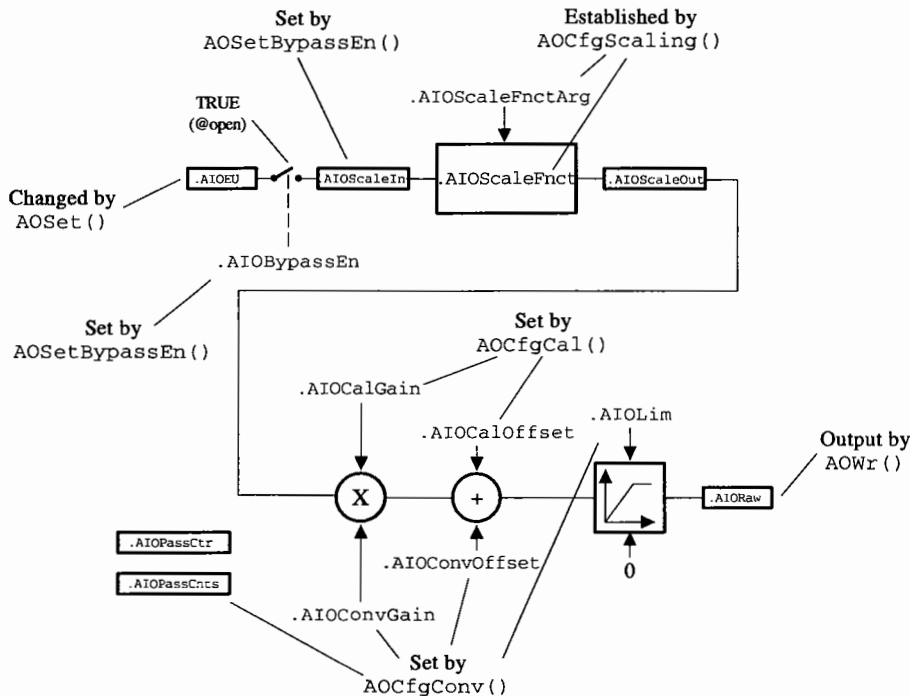 Set by
AOSetBypassEn()
Established by
AOCfgScaling()
TRUE
(@open)
.AIOScaleFnctArg
.AIOEU
.AIOScaleIn
.AIOScaleFnct
.AIOScaleOut
Changed by
AOSet()
.AIOBypassEn
Set by
AOSetBypassEn()
Set by
AOCfgCal()
.AIOCalGain
.AIOCalOffset
.AIOLim
Output by
AOWr()
X
+
.AIORaw
.AIOPassCtr
.AIOPassCnts
.AIOConvOffset
0
.AIOConvGain
Set by
AOCfgConv()